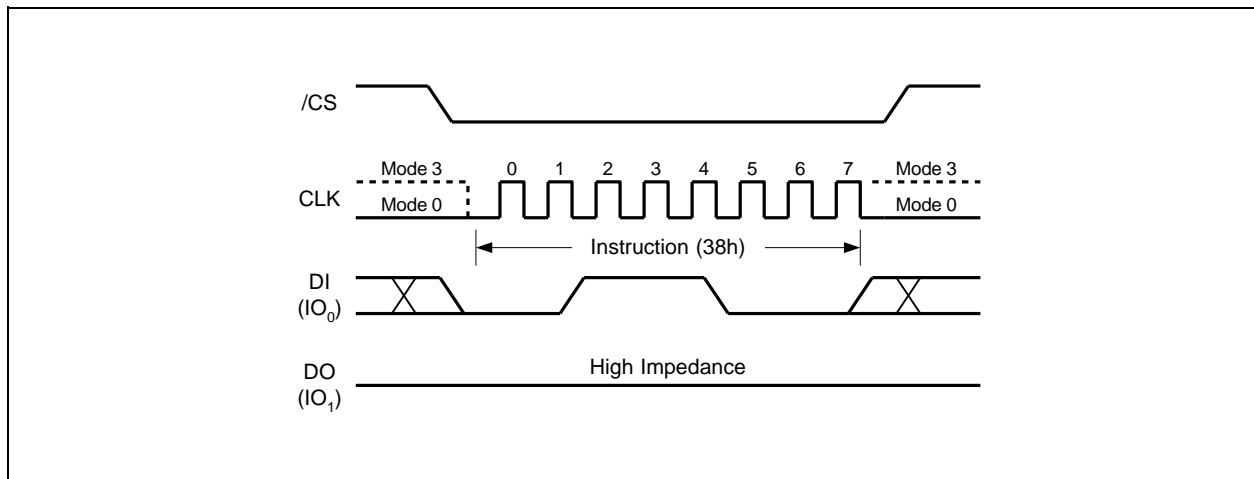 /CS
Mode 3 0 1 2 3 4 5 6 7 Mode 3
CLK
Mode 0 Mode 0
Instruction (38h)
DI
(IO0)
High Impedance
DO
(IO1)